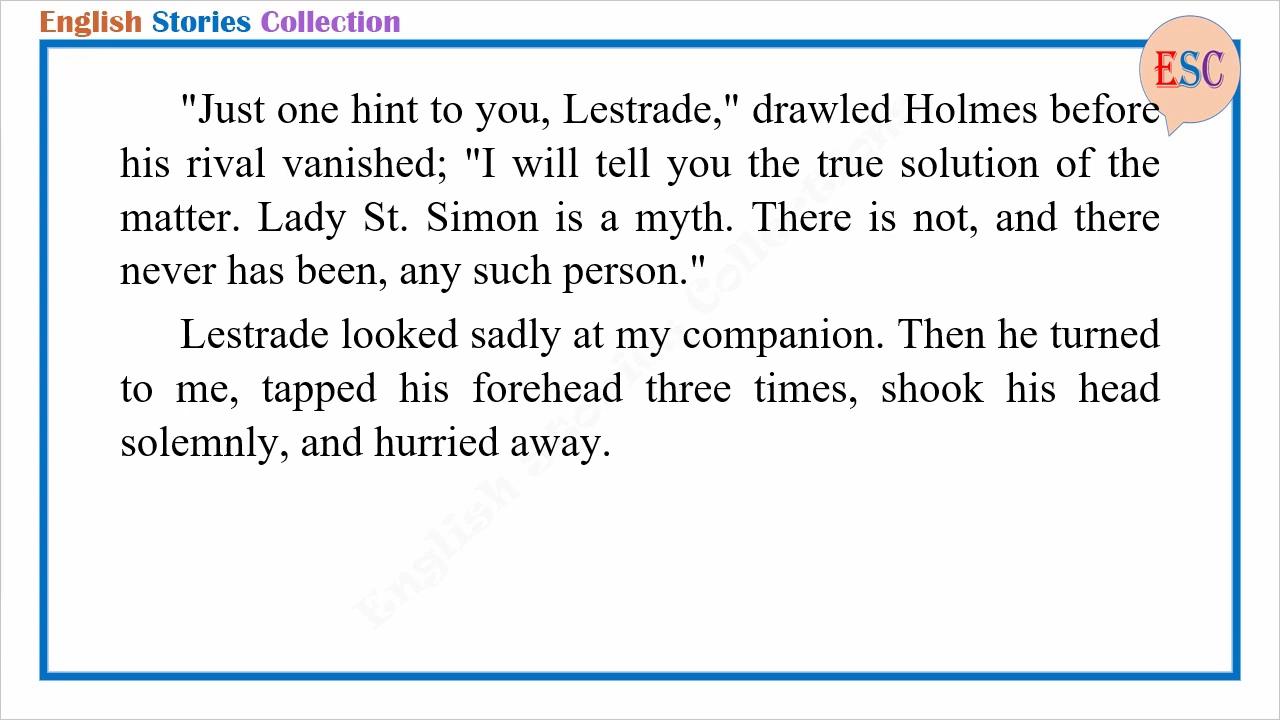 English Stories Collection
ESC
"Just one hint to you, Lestrade," drawled Holmes before
his rival vanished; "I will tell you the true solution of the
matter. Lady St. Simon is a myth. There is not, and there
never has been, any such person."
Lestrade looked sadly at my companion. Then he turned
to me, tapped his forehead three times, shook his head
solemnly, and hurried away.
English Stories Collection